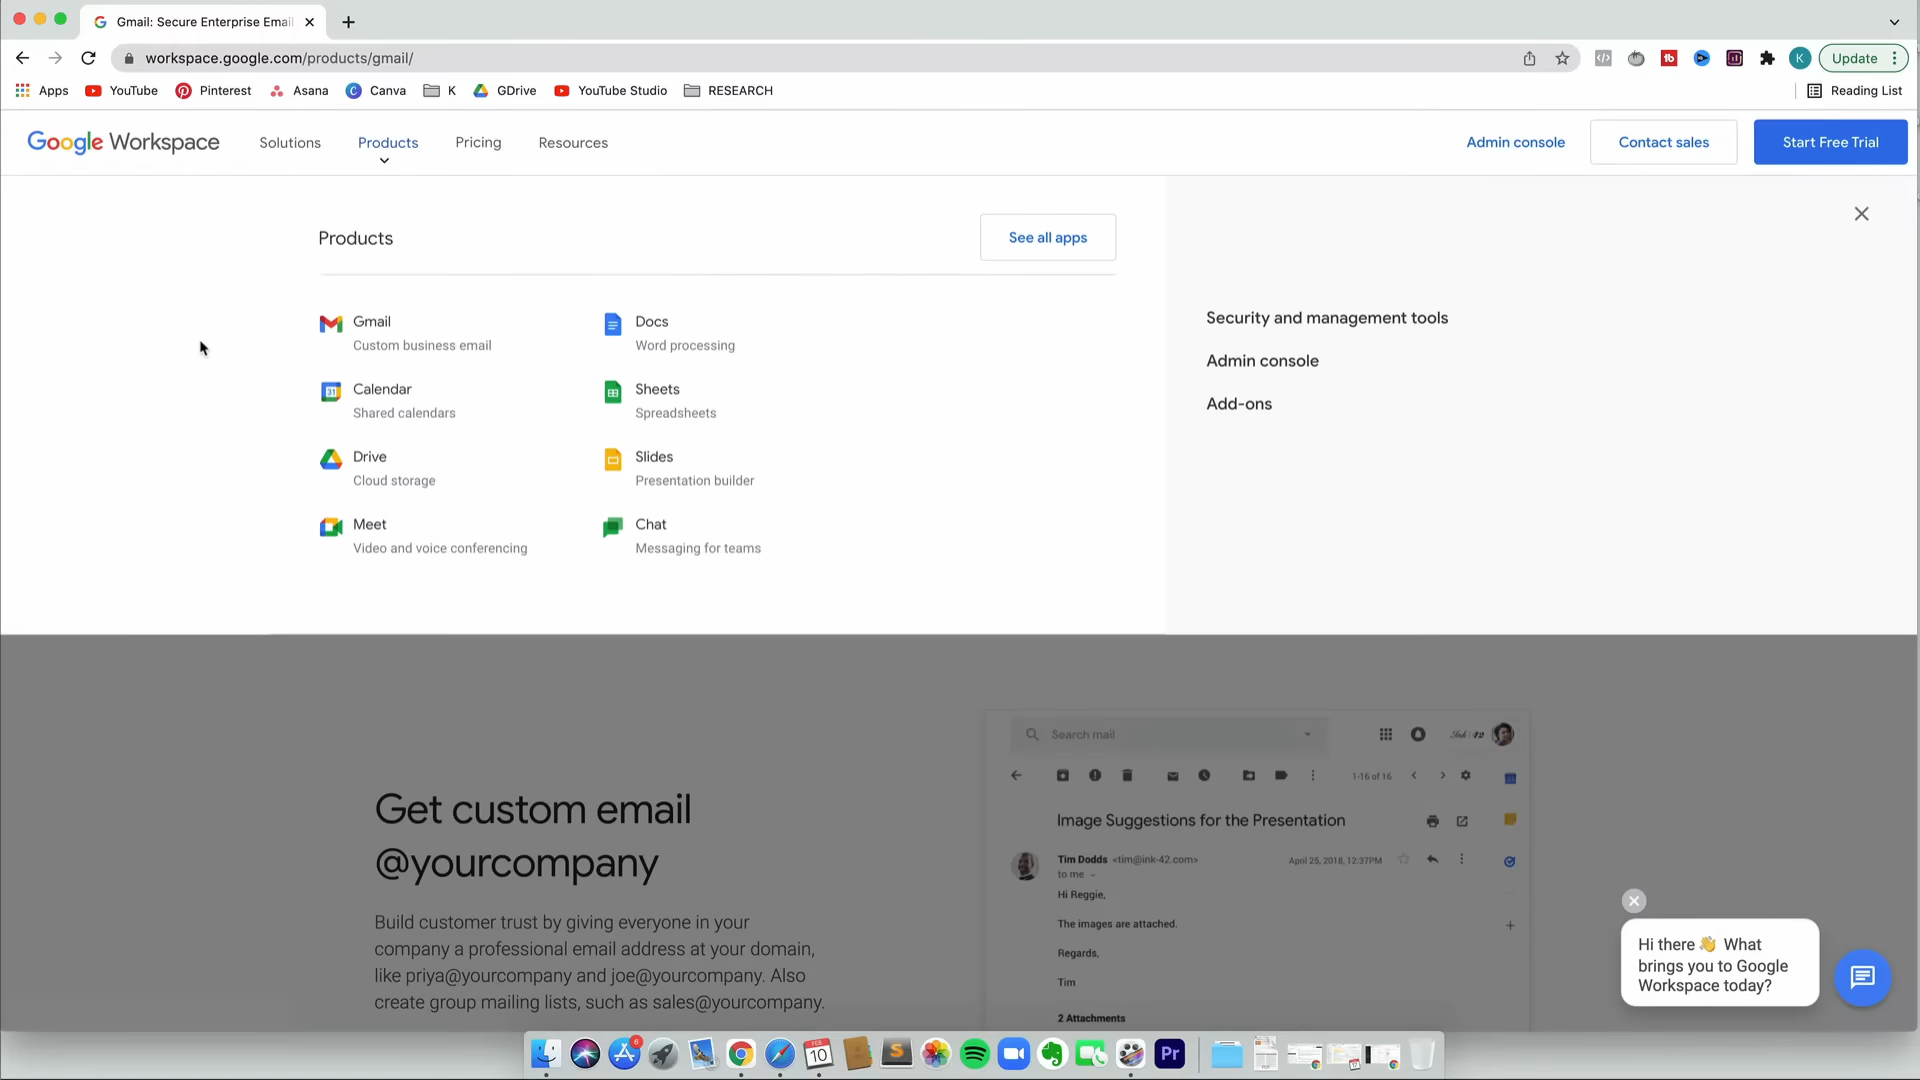 Gmail: Secure Enterprise Email
workspace.google.com/products/gmail/
K
Update
Apps
YouTube
Pinterest
Asana
Canva
K
GDrive
YouTube Studio
RESEARCH
Reading List
Google Workspace
Solutions
Products
Pricing
Resources
Admin console
Contact sales
Start Free Trial
Products
See all apps
Gmail
Custom business email
Docs
Word processing
Calendar
Shared calendars
Sheets
Spreadsheets
Drive
Cloud storage
Slides
Presentation builder
Meet
Video and voice conferencing
Chat
Messaging for teams
Security and management tools
Admin console
Add-ons
Get custom email
@yourcompany
Build customer trust by giving everyone in your
company a professional email address at your domain,
like priya@yourcompany and joe@yourcompany. Also
create group mailing lists, such as sales@yourcompany.
Search mail
Ink 42
1-16 of 16
Image Suggestions for the Presentation
Tim Dodds <tim@ink-42.com>
April 25, 2018, 12:37PM
to me
Hi Reggie,
The images are attached.
Regards,
Tim
2 Attachments
Hi there 👋 What
brings you to Google
Workspace today?
6
FEB
10
S
Pr